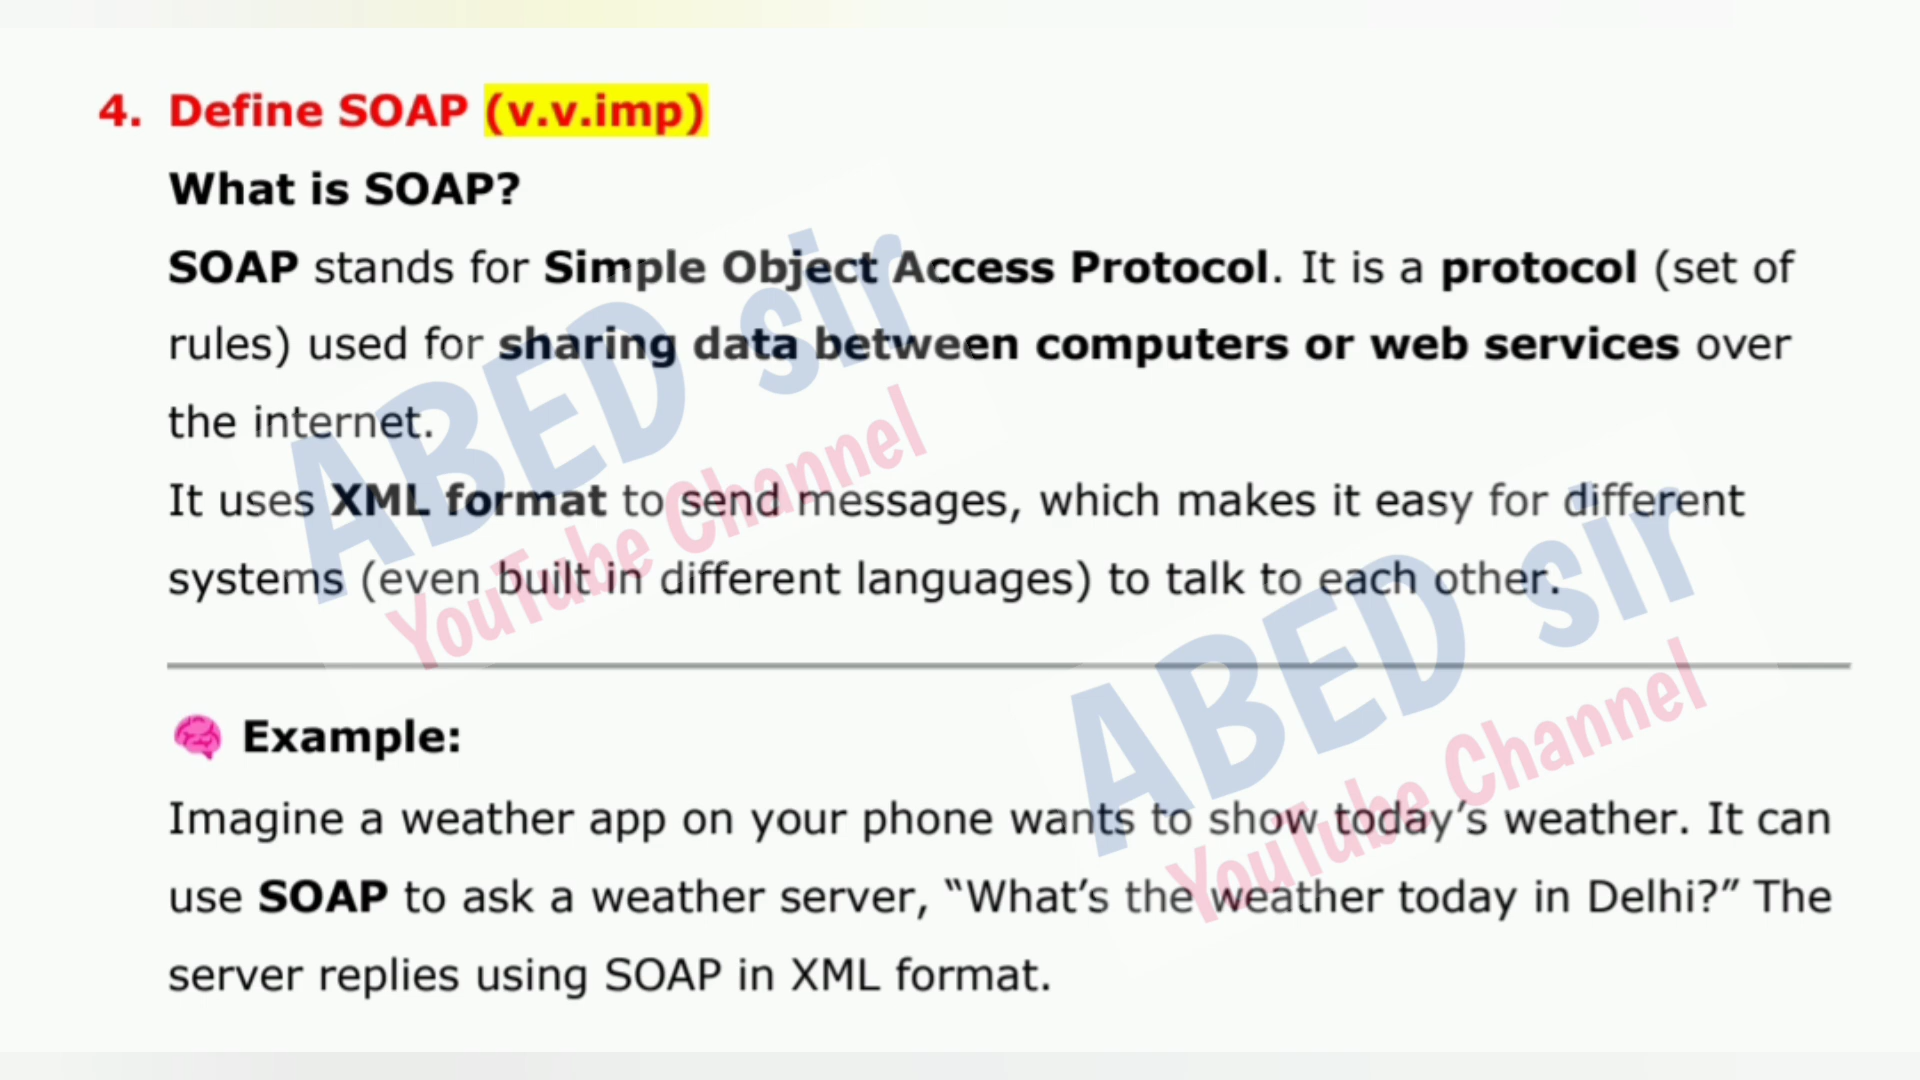 4. Define SOAP (v.v.imp)
What is SOAP?
SOAP stands for Simple Object Access Protocol. It is a protocol (set of
rules) used for sharing data between computers or web services over
the internet.
It uses XML format to send messages, which makes it easy for different
systems (even built in different languages) to talk to each other.
Example:
Imagine a weather app on your phone wants to show today’s weather. It can
use SOAP to ask a weather server, “What’s the weather today in Delhi?” The
server replies using SOAP in XML format.
ABED sir
YouTube Channel
ABED sir
YouTube Channel